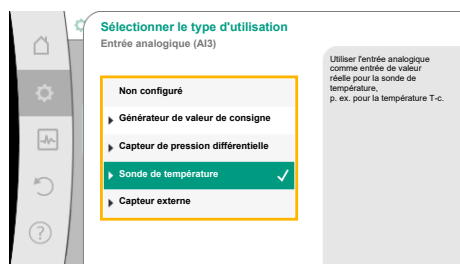 Sélectionner le type d'utilisation
Entrée analogique (AI3)
Non configuré
Générateur de valeur de consigne
Capteur de pression différentielle
Sonde de température
Capteur externe
Utiliser l'entrée analogique
comme entrée de valeur
réelle pour la sonde de
température,
p. ex. pour la température T-c.